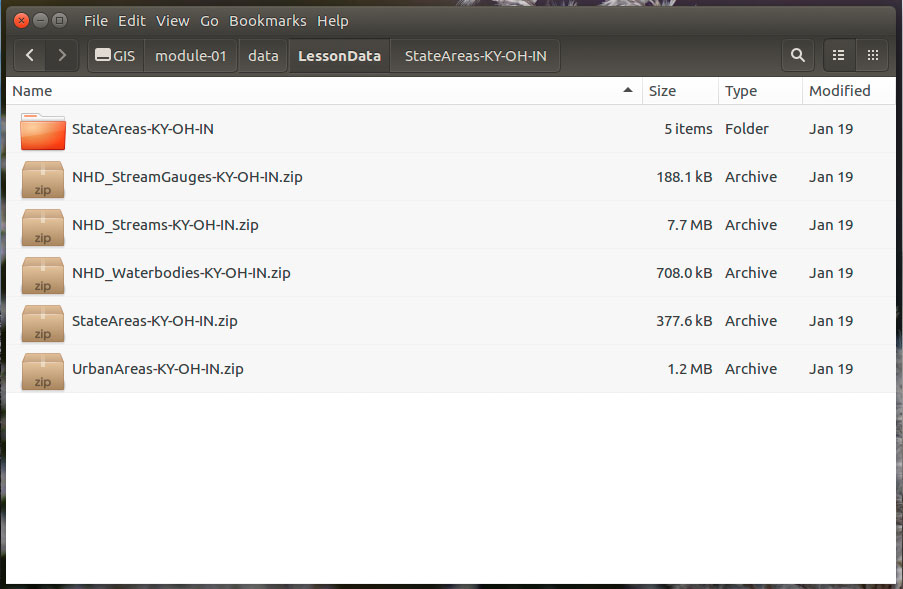 File Edit View Go Bookmarks Help
GIS module-01 data LessonData StateAreas-KY-OH-IN
Name Size Type Modified
StateAreas-KY-OH-IN 5 items Folder Jan 19
zip NHD_StreamGauges-KY-OH-IN.zip 188.1 kB Archive Jan 19
zip NHD_Streams-KY-OH-IN.zip 7.7 MB Archive Jan 19
zip NHD_Waterbodies-KY-OH-IN.zip 708.0 kB Archive Jan 19
zip StateAreas-KY-OH-IN.zip 377.6 kB Archive Jan 19
zip UrbanAreas-KY-OH-IN.zip 1.2 MB Archive Jan 19